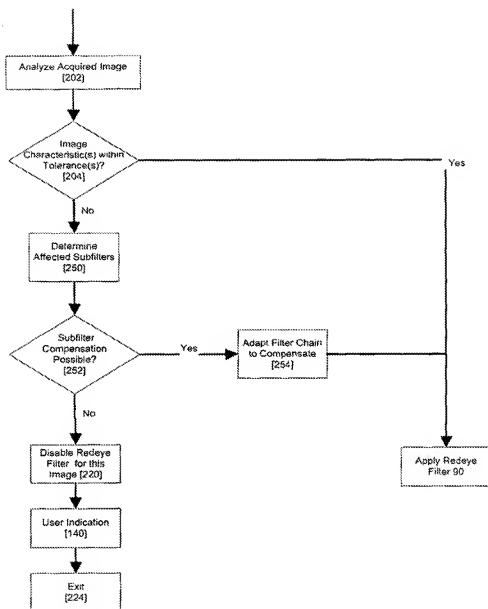 Analyze Acquired Image
[202]
Image
Characteristic(s) within
Tolerance(s)?
[204]
Yes
No
Determine
Affected Subfilters
[250]
Subfilter
Compensation
Possible?
[252]
Yes
Adapt Filter Chain
to Compensate
[254]
No
Disable Redeye
Filter for this
Image [220]
Apply Redeye
Filter 90
User Indication
[140]
Exit
[224]